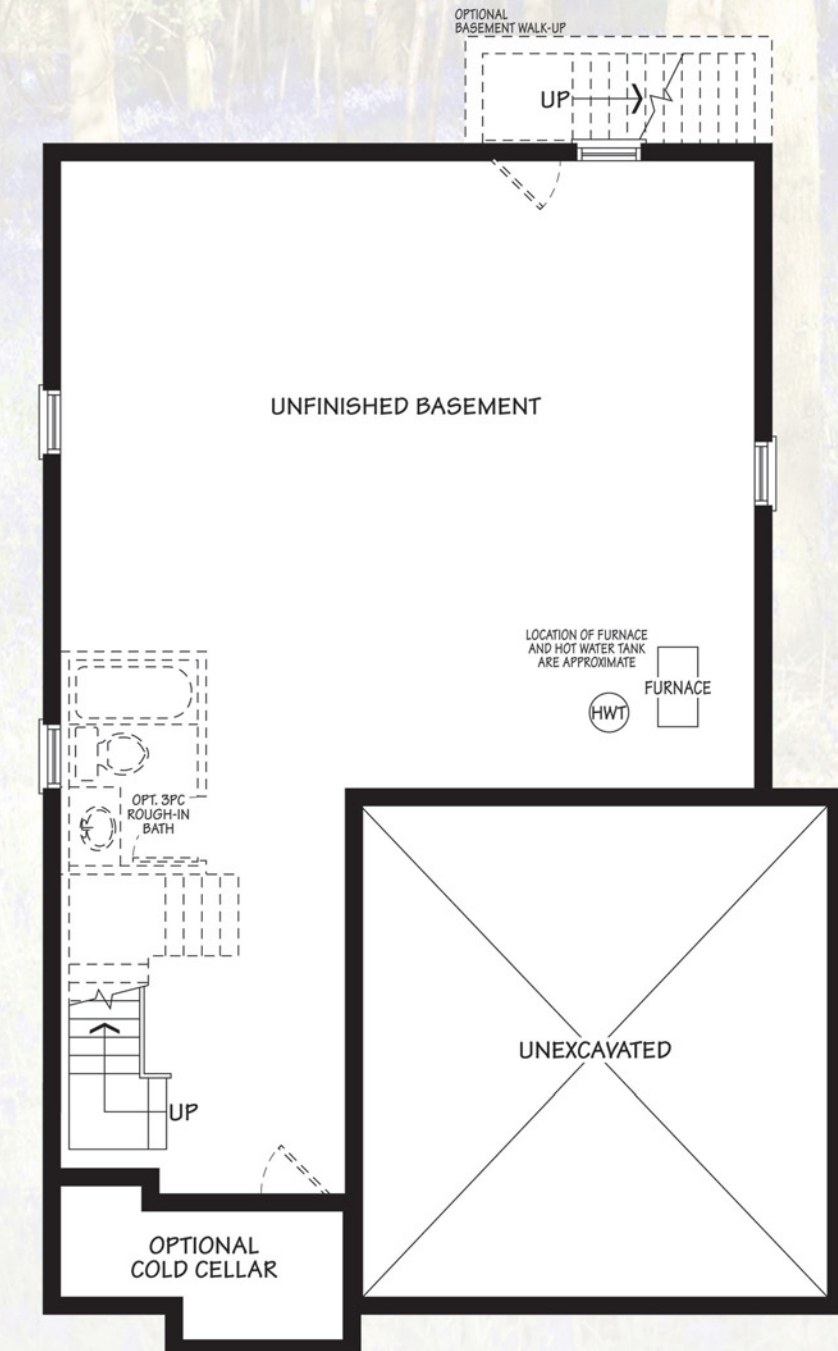 OPTIONAL
BASEMENT WALK-UP
UP
UNFINISHED BASEMENT
LOCATION OF FURNACE
AND HOT WATER TANK
ARE APPROXIMATE
FURNACE
HWT
OPT. 3PC
ROUGH-IN
BATH
UNEXCAVATED
UP
OPTIONAL
COLD CELLAR